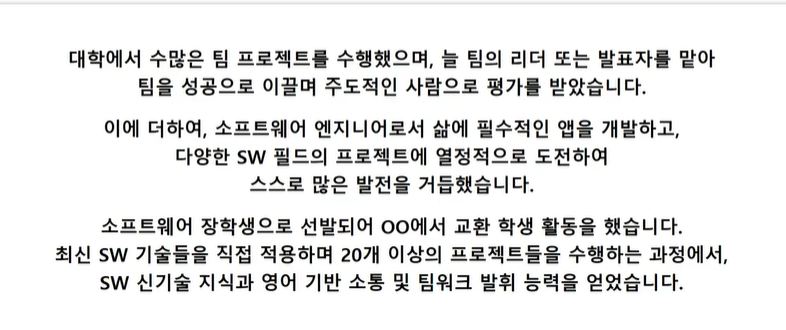 대학에서 수많은 팀 프로젝트를 수행했으며, 늘 팀의 리더 또는 발표자를 맡아
팀을 성공으로 이끌며 주도적인 사람으로 평가를 받았습니다.
이에 더하여, 소프트웨어 엔지니어로서 삶에 필수적인 앱을 개발하고,
다양한 SW 필드의 프로젝트에 열정적으로 도전하여
스스로 많은 발전을 거듭했습니다.
소프트웨어 장학생으로 선발되어 OO에서 교환 학생 활동을 했습니다.
최신 SW 기술들을 직접 적용하며 20개 이상의 프로젝트들을 수행하는 과정에서,
SW 신기술 지식과 영어 기반 소통 및 팀워크 발휘 능력을 얻었습니다.